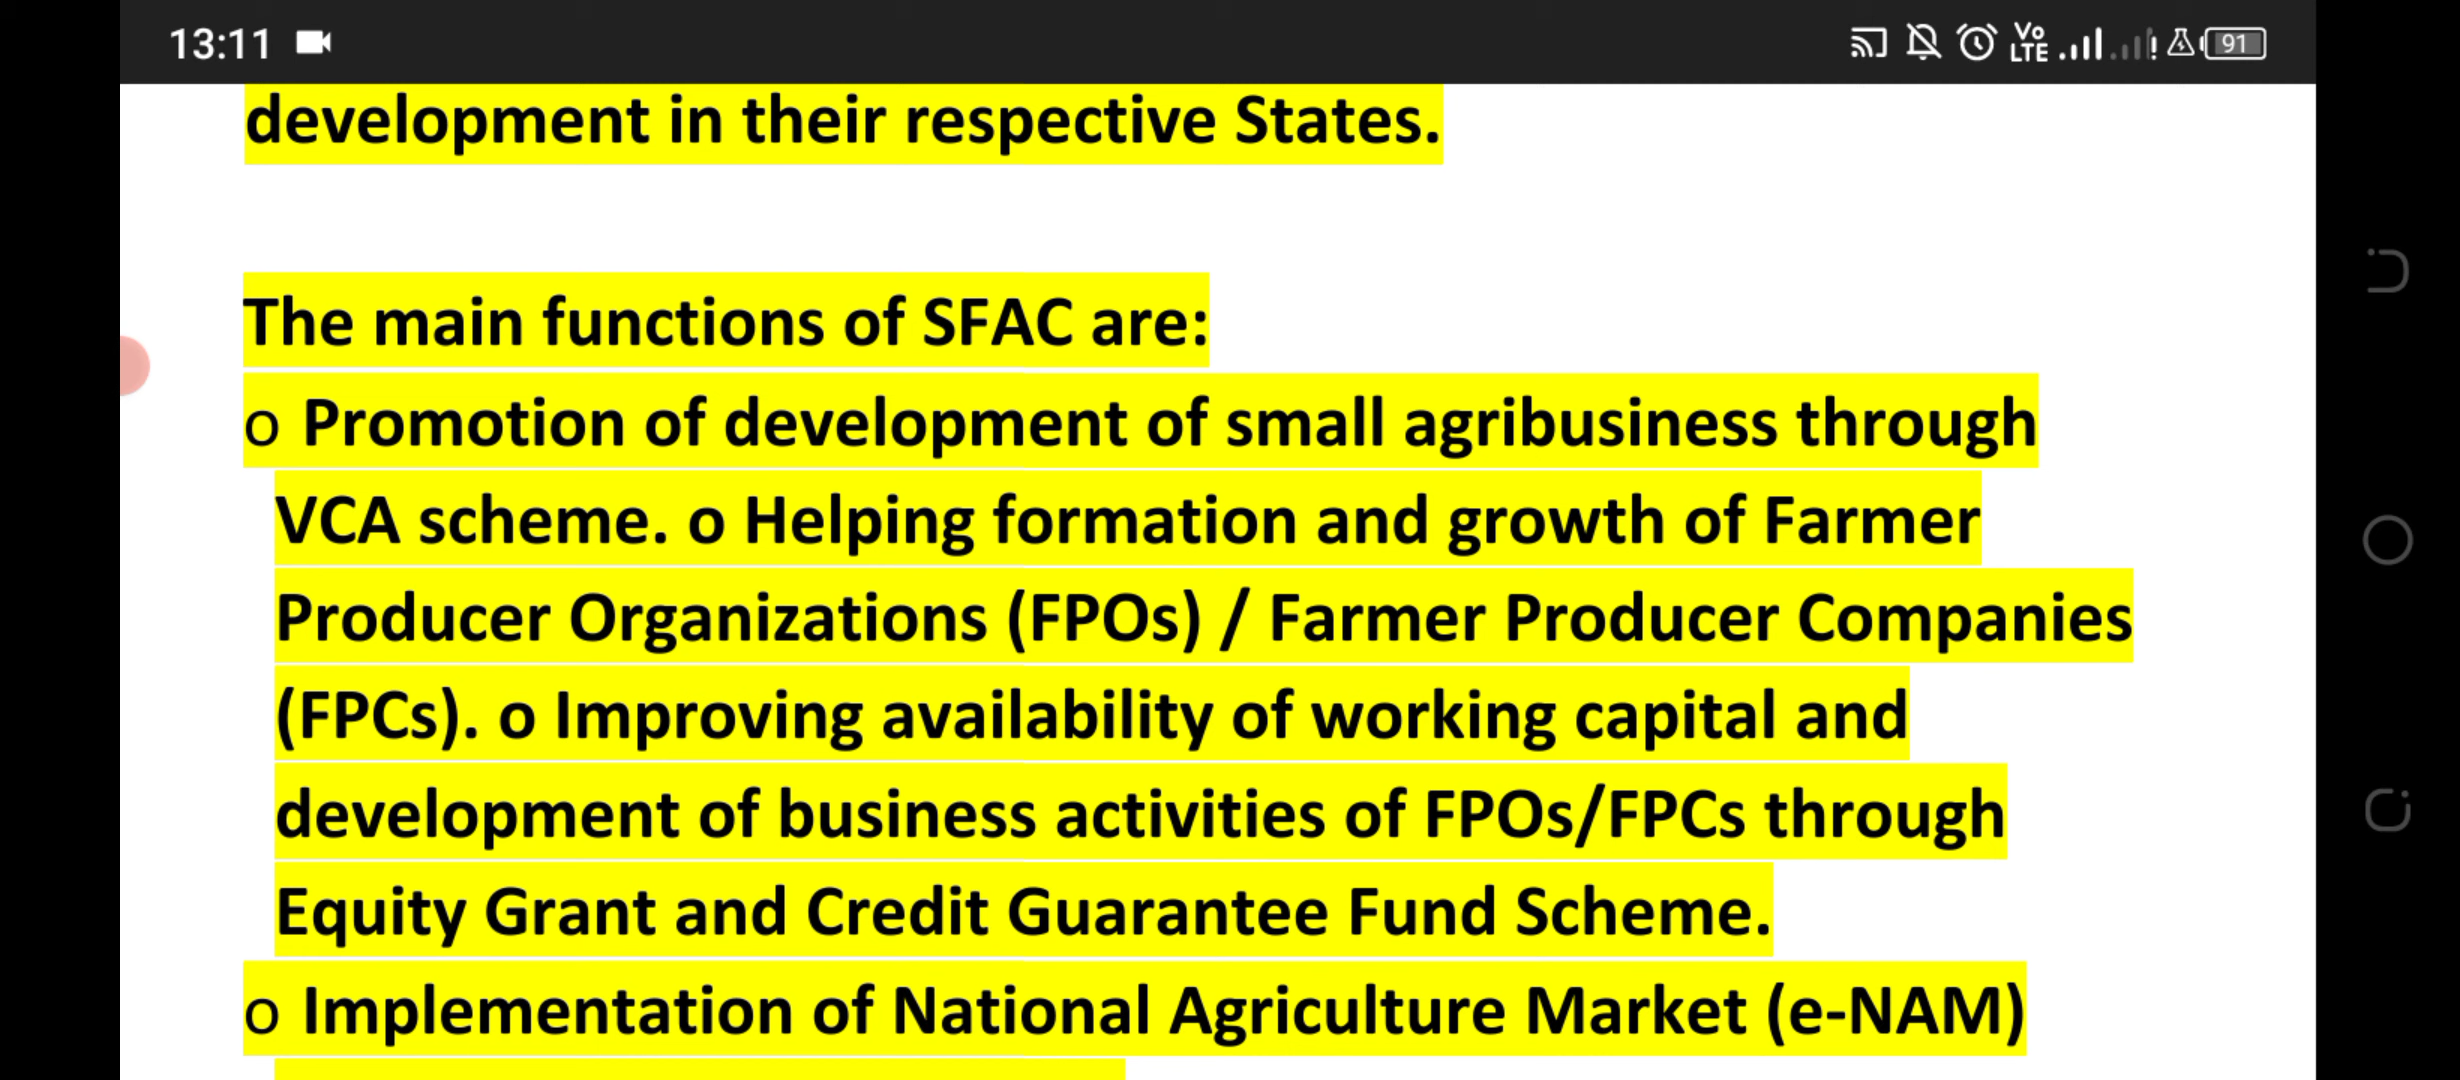 13:11
Vo
LTE
91
development in their respective States.
The main functions of SFAC are:
o Promotion of development of small agribusiness through
VCA scheme. o Helping formation and growth of Farmer
Producer Organizations (FPOs) / Farmer Producer Companies
(FPCs). o Improving availability of working capital and
development of business activities of FPOs/FPCs through
Equity Grant and Credit Guarantee Fund Scheme.
o Implementation of National Agriculture Market (e-NAM)